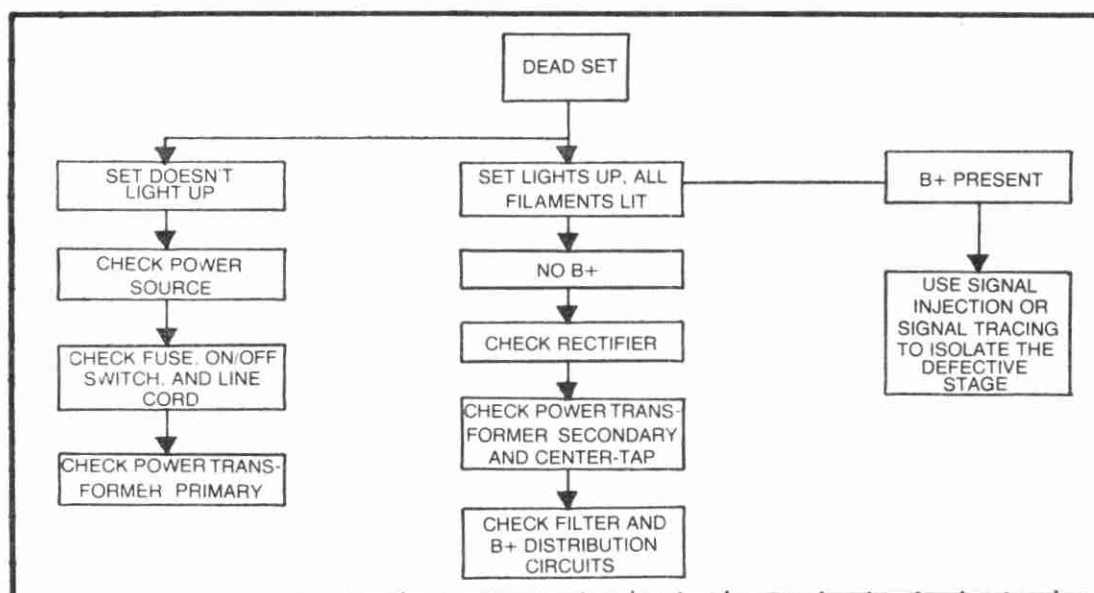 DEAD SET
SET DOESN'T
LIGHT UP
CHECK POWER
SOURCE
CHECK FUSE, ON/OFF
SWITCH, AND LINE
CORD
CHECK POWER TRANS-
FORMER PRIMARY
SET LIGHTS UP, ALL
FILAMENTS LIT
NO B+
CHECK RECTIFIER
CHECK POWER TRANS-
FORMER SECONDARY
AND CENTER-TAP
CHECK FILTER AND
B+ DISTRIBUTION
CIRCUITS
B+ PRESENT
USE SIGNAL
INJECTION OR
SIGNAL TRACING
TO ISOLATE THE
DEFECTIVE
STAGE